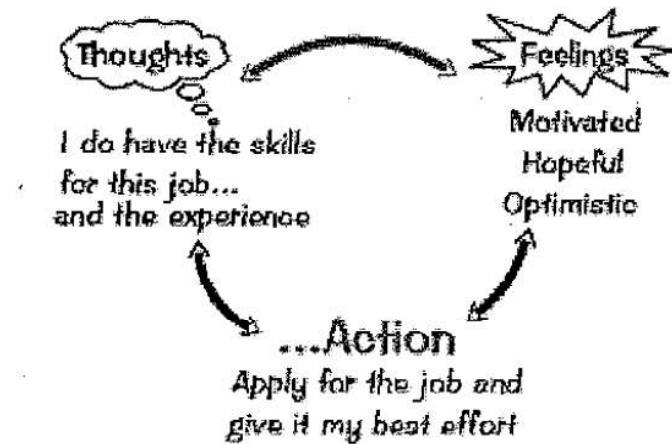 Thoughts
I do have the skills
for this job...
and the experience
Feelings
Motivated
Hopeful
Optimistic
...Action
Apply for the job and
give it my best effort